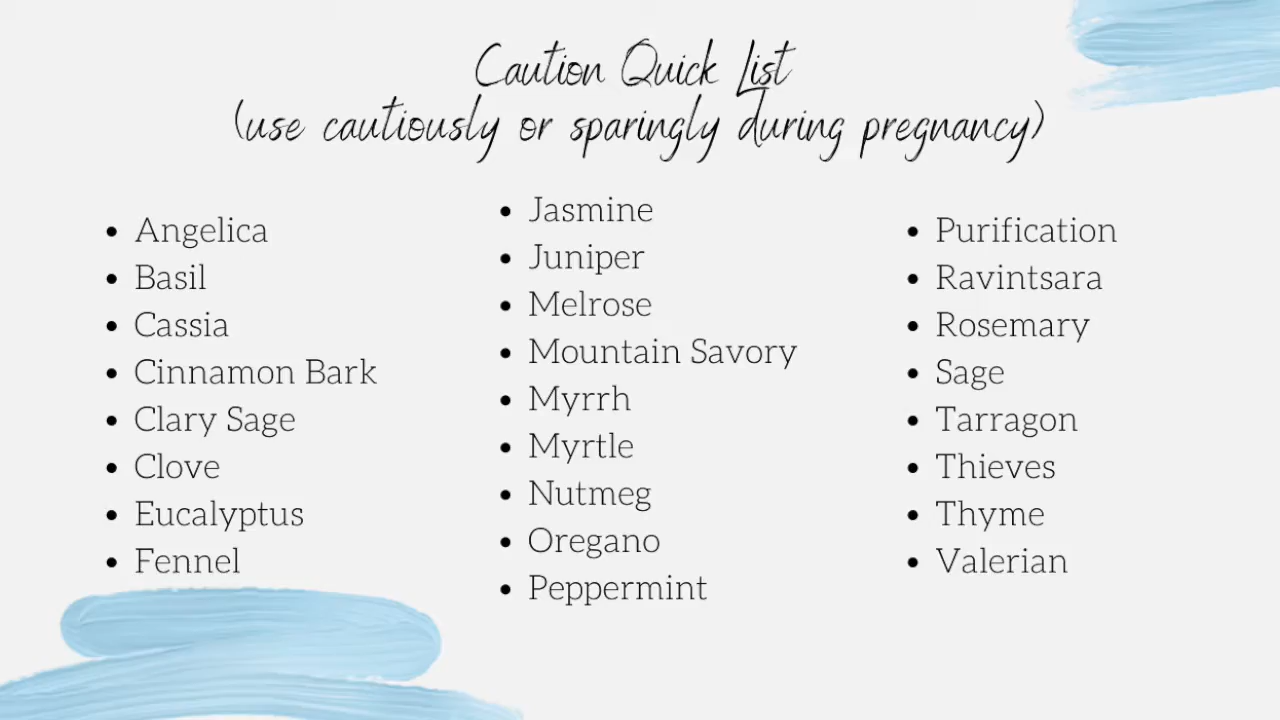 Caution Quick List
(use cautiously or sparingly during pregnancy)
• Angelica
• Basil
• Cassia
• Cinnamon Bark
• Clary Sage
• Clove
• Eucalyptus
• Fennel
• Jasmine
• Juniper
• Melrose
• Mountain Savory
• Myrrh
• Myrtle
• Nutmeg
• Oregano
• Peppermint
• Purification
• Ravintsara
• Rosemary
• Sage
• Tarragon
• Thieves
• Thyme
• Valerian